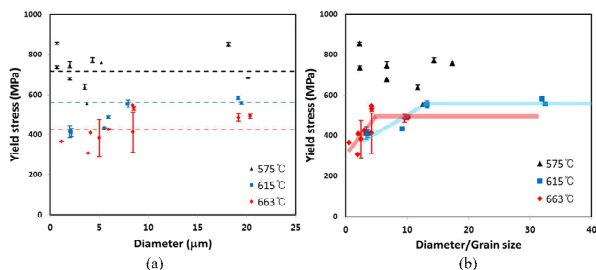 1000
800
600
400
200
0
Yield stress (MPa)
575℃
615℃
663℃
0 5 10 15 20 25
Diameter (μm)
(a)
1000
800
600
400
200
0
Yield stress (MPa)
575℃
615℃
663℃
0 10 20 30 40
Diameter/Grain size
(b)